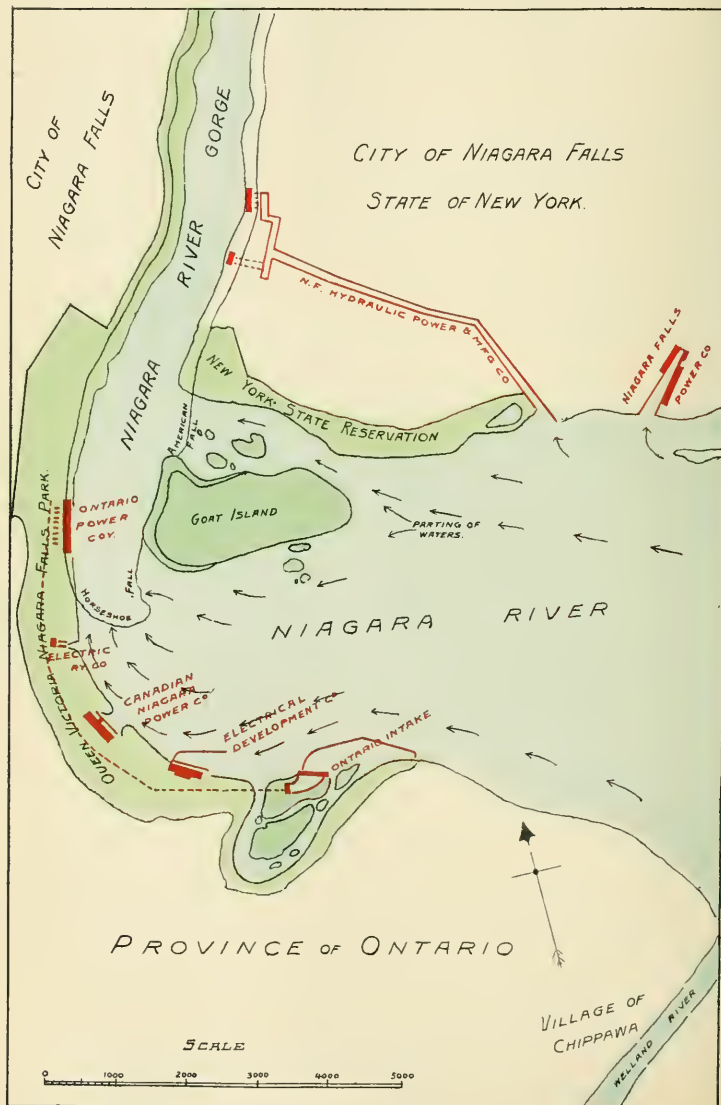 CITY OF
NIAGARA FALLS
GORGE
RIVER
NIAGARA
CITY OF NIAGARA FALLS
STATE OF NEW YORK.
N.F. HYDRAULIC POWER & MFG CO
NIAGARA FALLS
POWER CO
NEW YORK STATE RESERVATION
AMERICAN
FALL
GOAT ISLAND
PARTING OF
WATERS.
ONTARIO
POWER
COY.
HORSESHOE FALL
NIAGARA RIVER
QUEEN VICTORIA NIAGARA FALLS PARK.
ELECTRIC
RY. CO
CANADIAN
NIAGARA
POWER CO
ELECTRICAL
DEVELOPMENT CO
ONTARIO INTAKE
PROVINCE OF ONTARIO
VILLAGE OF
CHIPPAWA
WELLAND RIVER
SCALE
0 1000 2000 3000 4000 5000